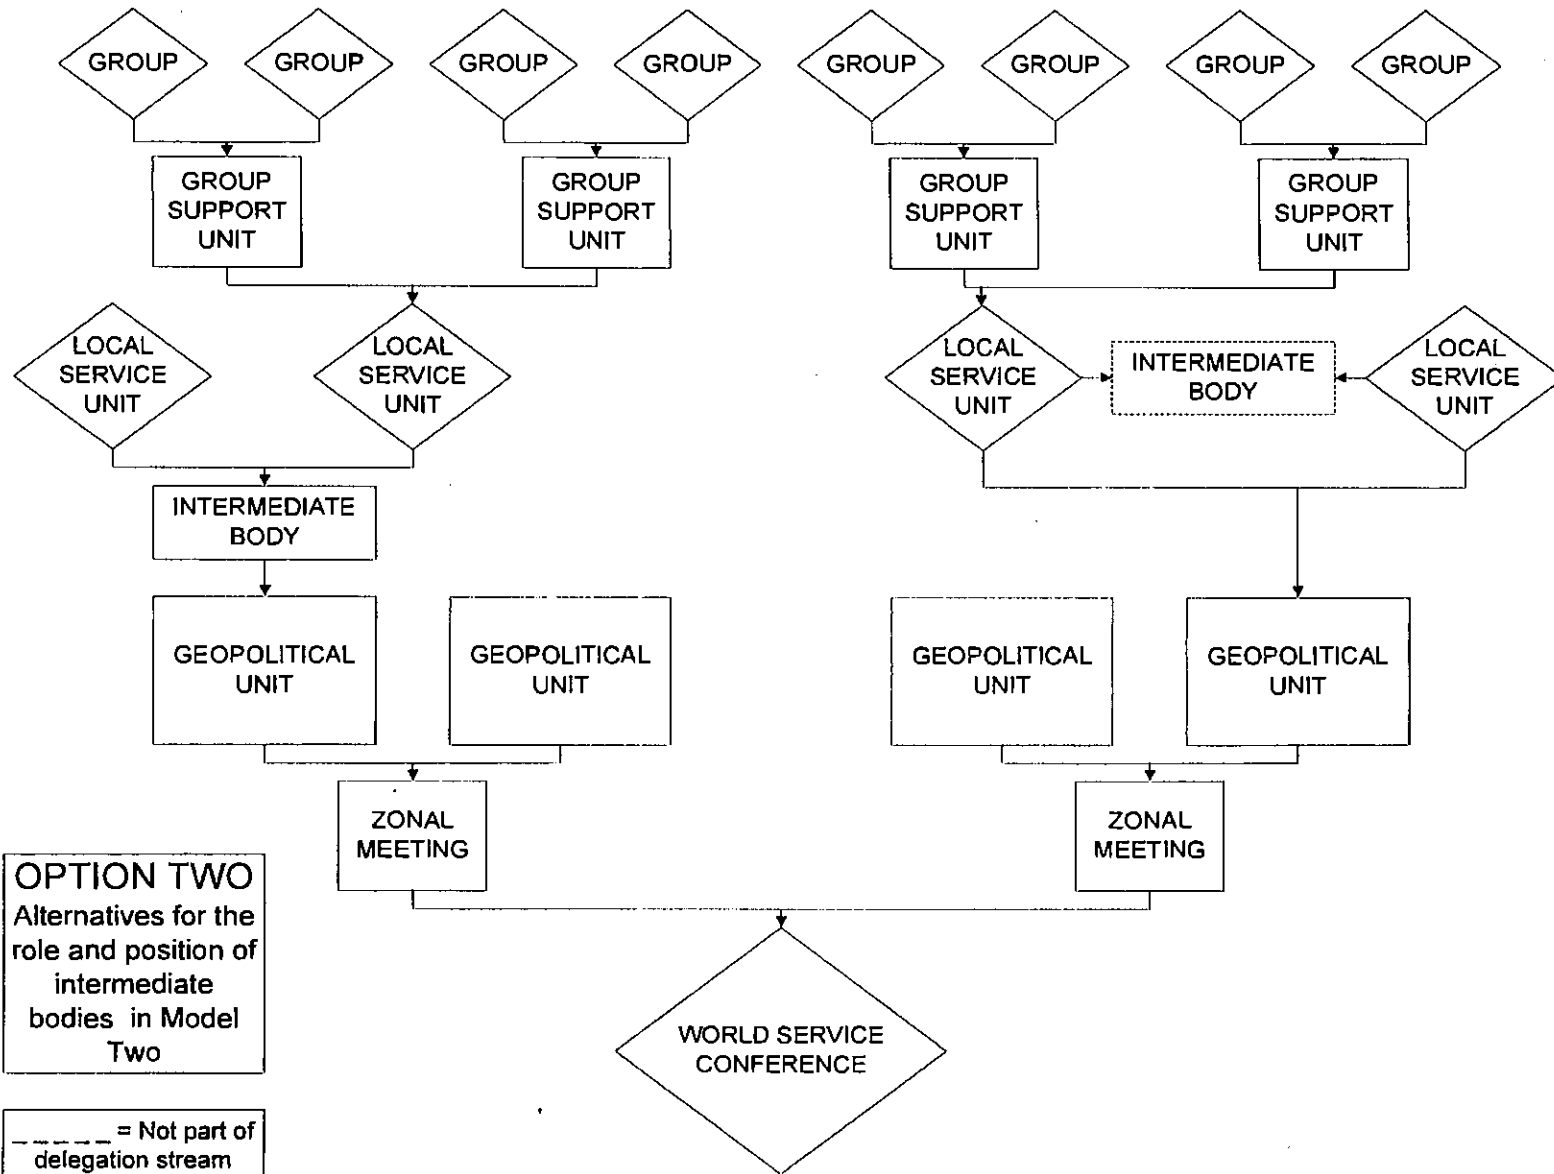 GROUP
GROUP
GROUP
GROUP
GROUP
GROUP
GROUP
GROUP
GROUP
SUPPORT
UNIT
GROUP
SUPPORT
UNIT
GROUP
SUPPORT
UNIT
GROUP
SUPPORT
UNIT
LOCAL
SERVICE
UNIT
LOCAL
SERVICE
UNIT
LOCAL
SERVICE
UNIT
INTERMEDIATE
BODY
LOCAL
SERVICE
UNIT
INTERMEDIATE
BODY
GEOPOLITICAL
UNIT
GEOPOLITICAL
UNIT
GEOPOLITICAL
UNIT
GEOPOLITICAL
UNIT
ZONAL
MEETING
ZONAL
MEETING
OPTION TWO
Alternatives for the
role and position of
intermediate
bodies in Model
Two
WORLD SERVICE
CONFERENCE
_ _ _ _ _ = Not part of
delegation stream